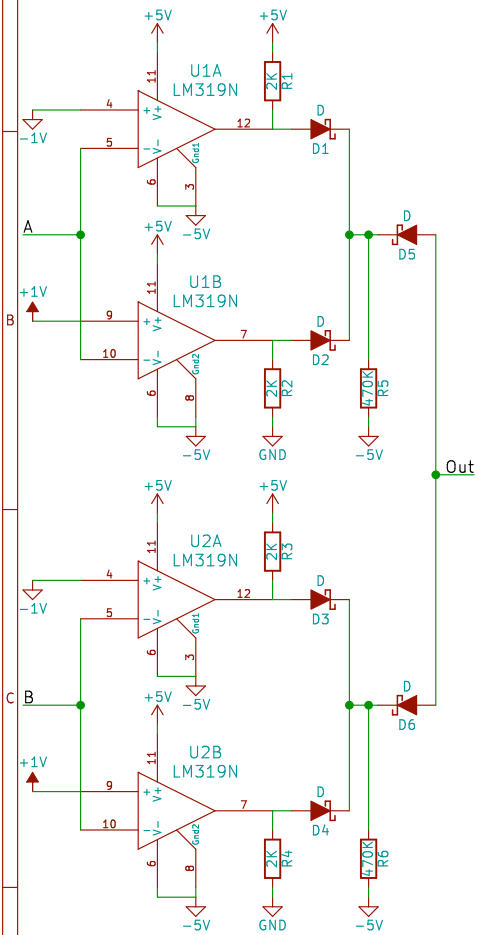 +5V
+5V
11
U1A
LM319N
2K
R1
4
+
V+
12
D
D1
-1V
5
−
V-
Gnd1
6
3
-5V
A
D
D5
+5V
11
U1B
LM319N
+1V
B
9
+
V+
7
D
D2
10
−
V-
Gnd2
6
8
2K
R2
470K
R5
-5V
GND
-5V
Out
+5V
+5V
11
U2A
LM319N
2K
R3
4
+
V+
12
D
D3
-1V
5
−
V-
Gnd1
6
3
-5V
C
B
D
D6
+5V
11
U2B
LM319N
+1V
9
+
V+
7
D
D4
10
−
V-
Gnd2
6
8
2K
R4
470K
R6
-5V
GND
-5V